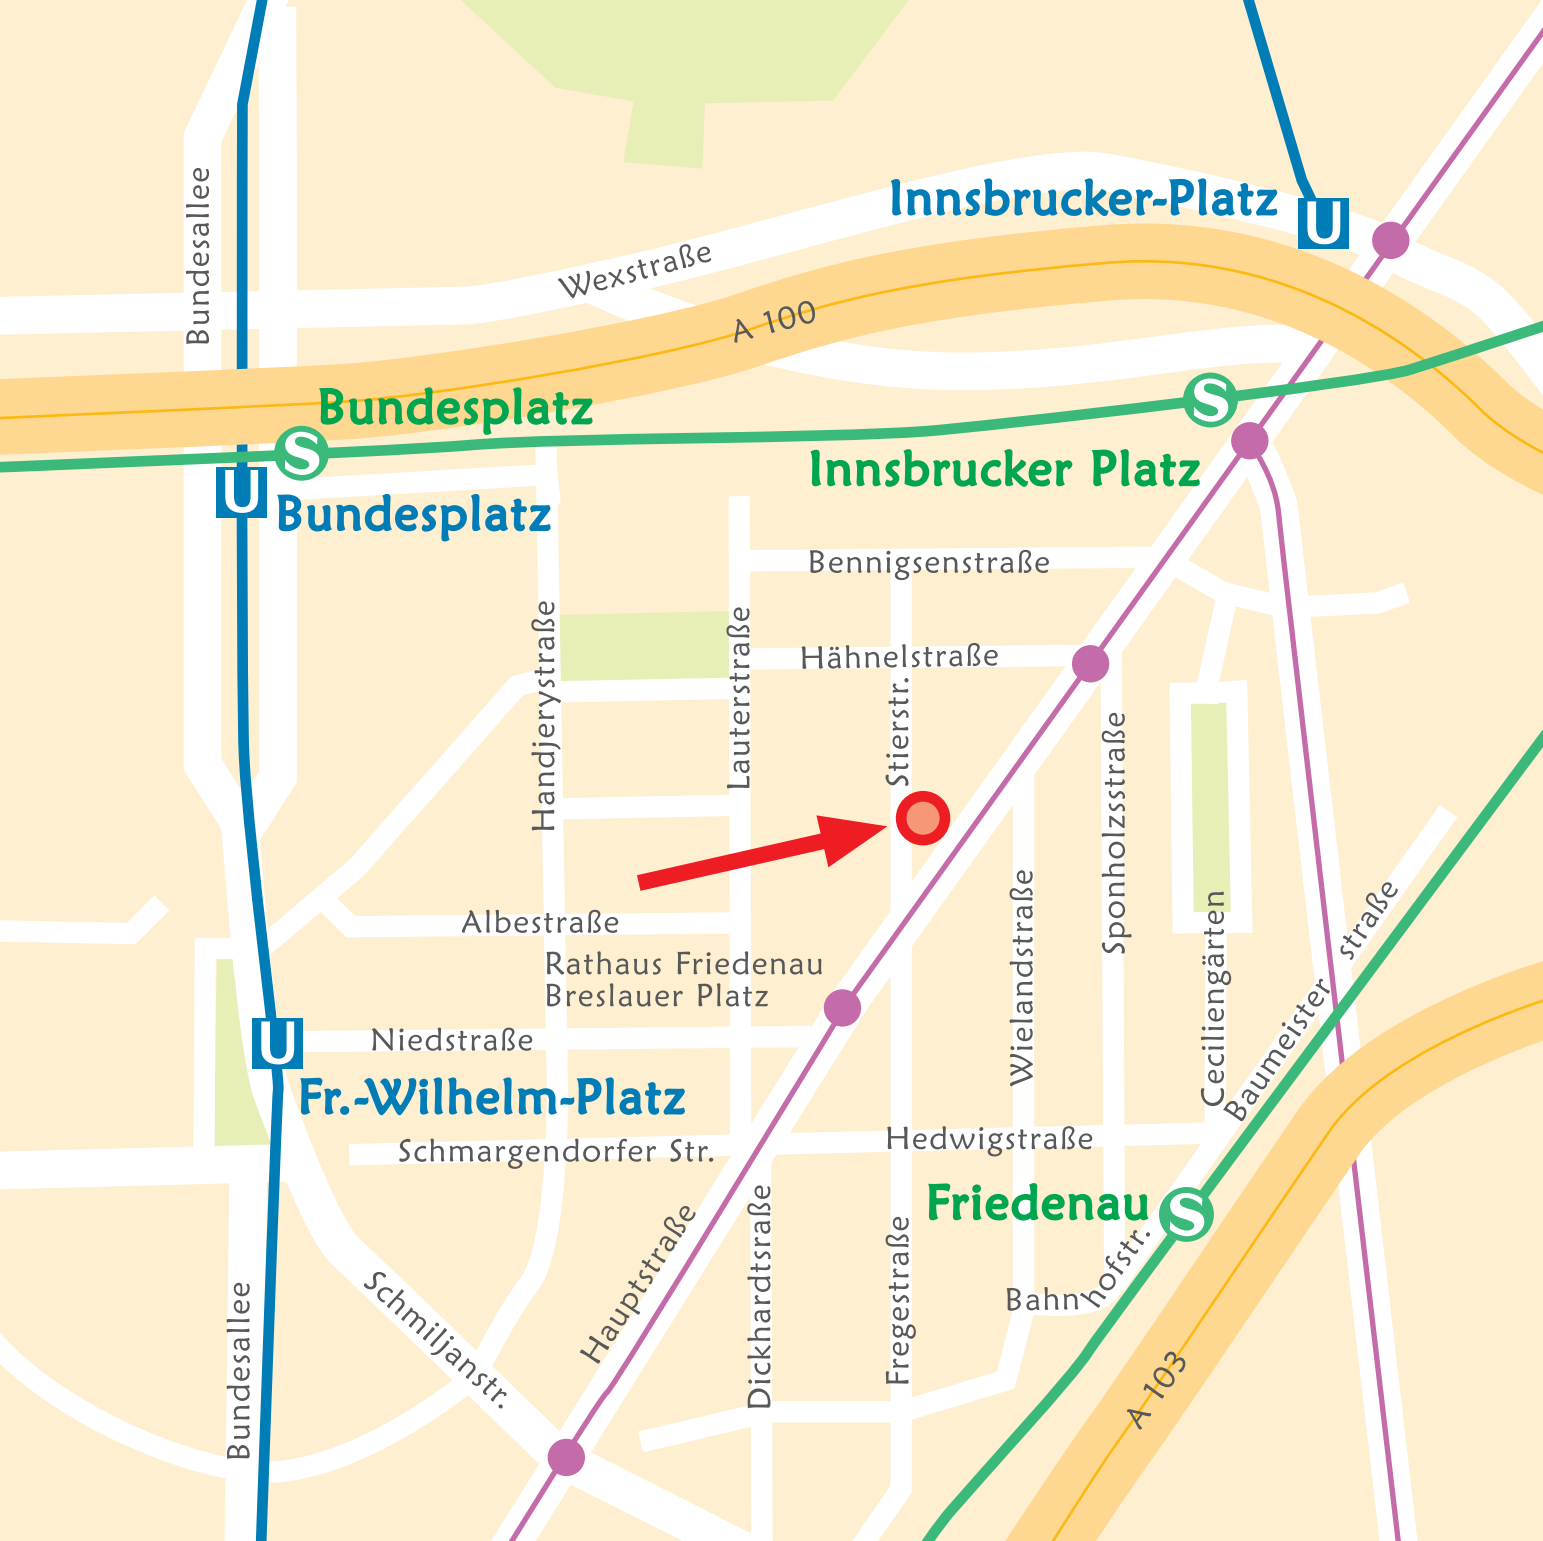 Bundesallee
Innsbrucker-Platz
U
Wexstraße
A 100
Bundesplatz
S
S
U
Bundesplatz
Innsbrucker Platz
Bennigsenstraße
Hähnelstraße
Handjerystraße
Lauterstraße
Stierstr.
Sponholzsstraße
Albestraße
Rathaus Friedenau
Breslauer Platz
Wielandstraße
Ceciliengärten
Baumeister straße
U
Niedstraße
Fr.-Wilhelm-Platz
Schmargendorfer Str.
Hedwigstraße
Friedenau
S
Bahnhofstr.
Hauptstraße
Dickhardtsraße
Fregestraße
Schmiljanstr.
Bundesallee
A 103